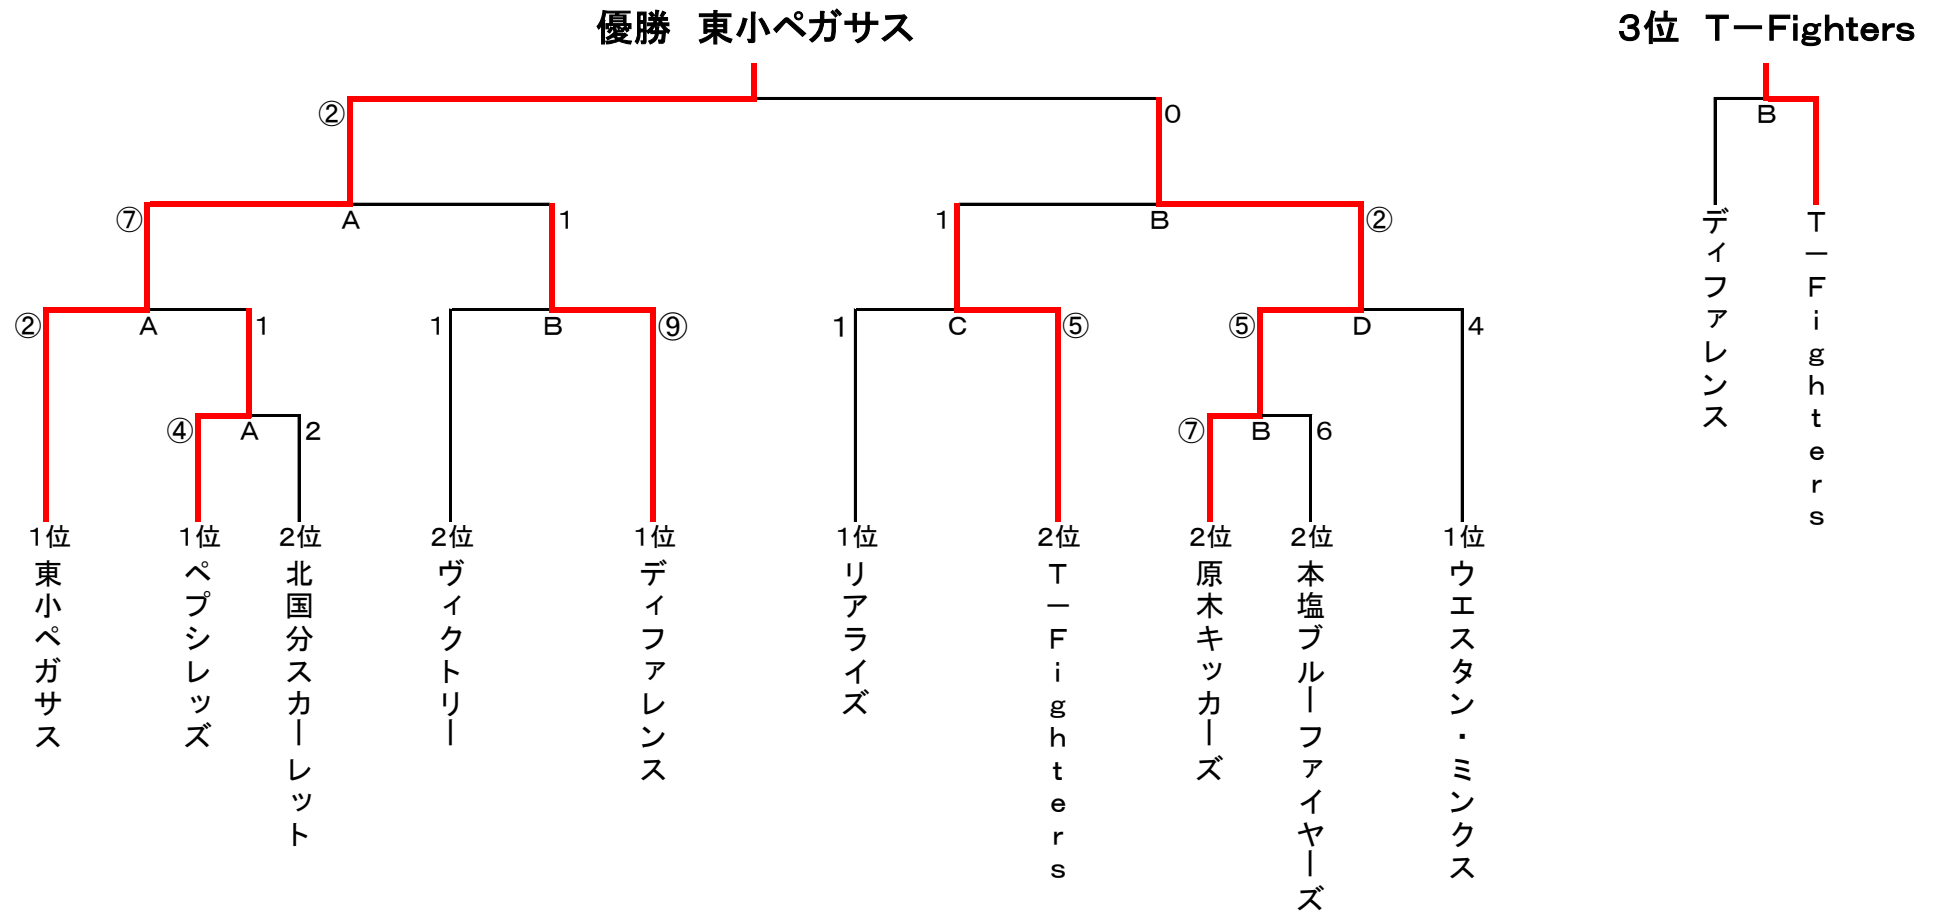 優勝　東小ペガサス
３位　Ｔ－Ｆｉｇｈｔｅｒｓ
②
0
B
⑦
A
1
1
B
②
ディファレンス
Ｔ－Ｆｉｇｈｔｅｒｓ
②
A
1
1
B
⑨
1
C
⑤
⑤
D
4
④
A
2
⑦
B
6
1位
1位
2位
2位
1位
1位
2位
2位
2位
1位
東小ペガサス
ペプシレッズ
北国分スカーレット
ヴィクトリー
ディファレンス
リアライズ
Ｔ－Ｆｉｇｈｔｅｒｓ
原木キッカーズ
本塩ブルーファイヤーズ
ウエスタン・ミンクス